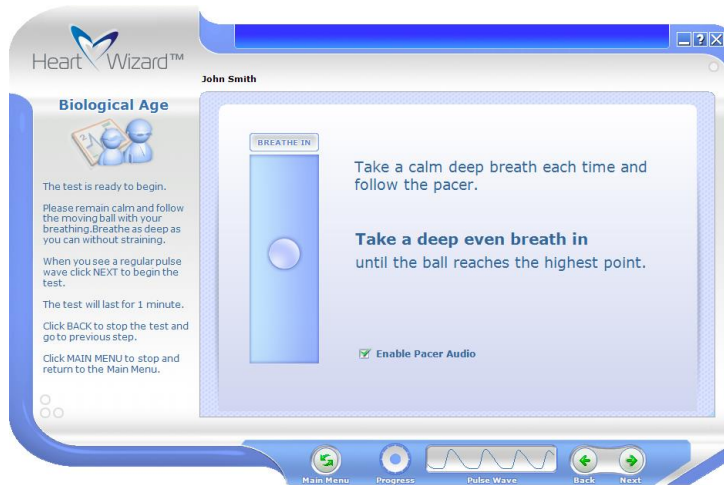 Heart Wizard™
John Smith
Biological Age
The test is ready to begin.
Please remain calm and follow
the moving ball with your
breathing.Breathe as deep as
you can without straining.
When you see a regular pulse
wave click NEXT to begin the
test.
The test will last for 1 minute.
Click BACK to stop the test and
go to previous step.
Click MAIN MENU to stop and
return to the Main Menu.
BREATHE IN
Take a calm deep breath each time and
follow the pacer.
Take a deep even breath in
until the ball reaches the highest point.
Enable Pacer Audio
Main Menu
Progress
Pulse Wave
Back
Next